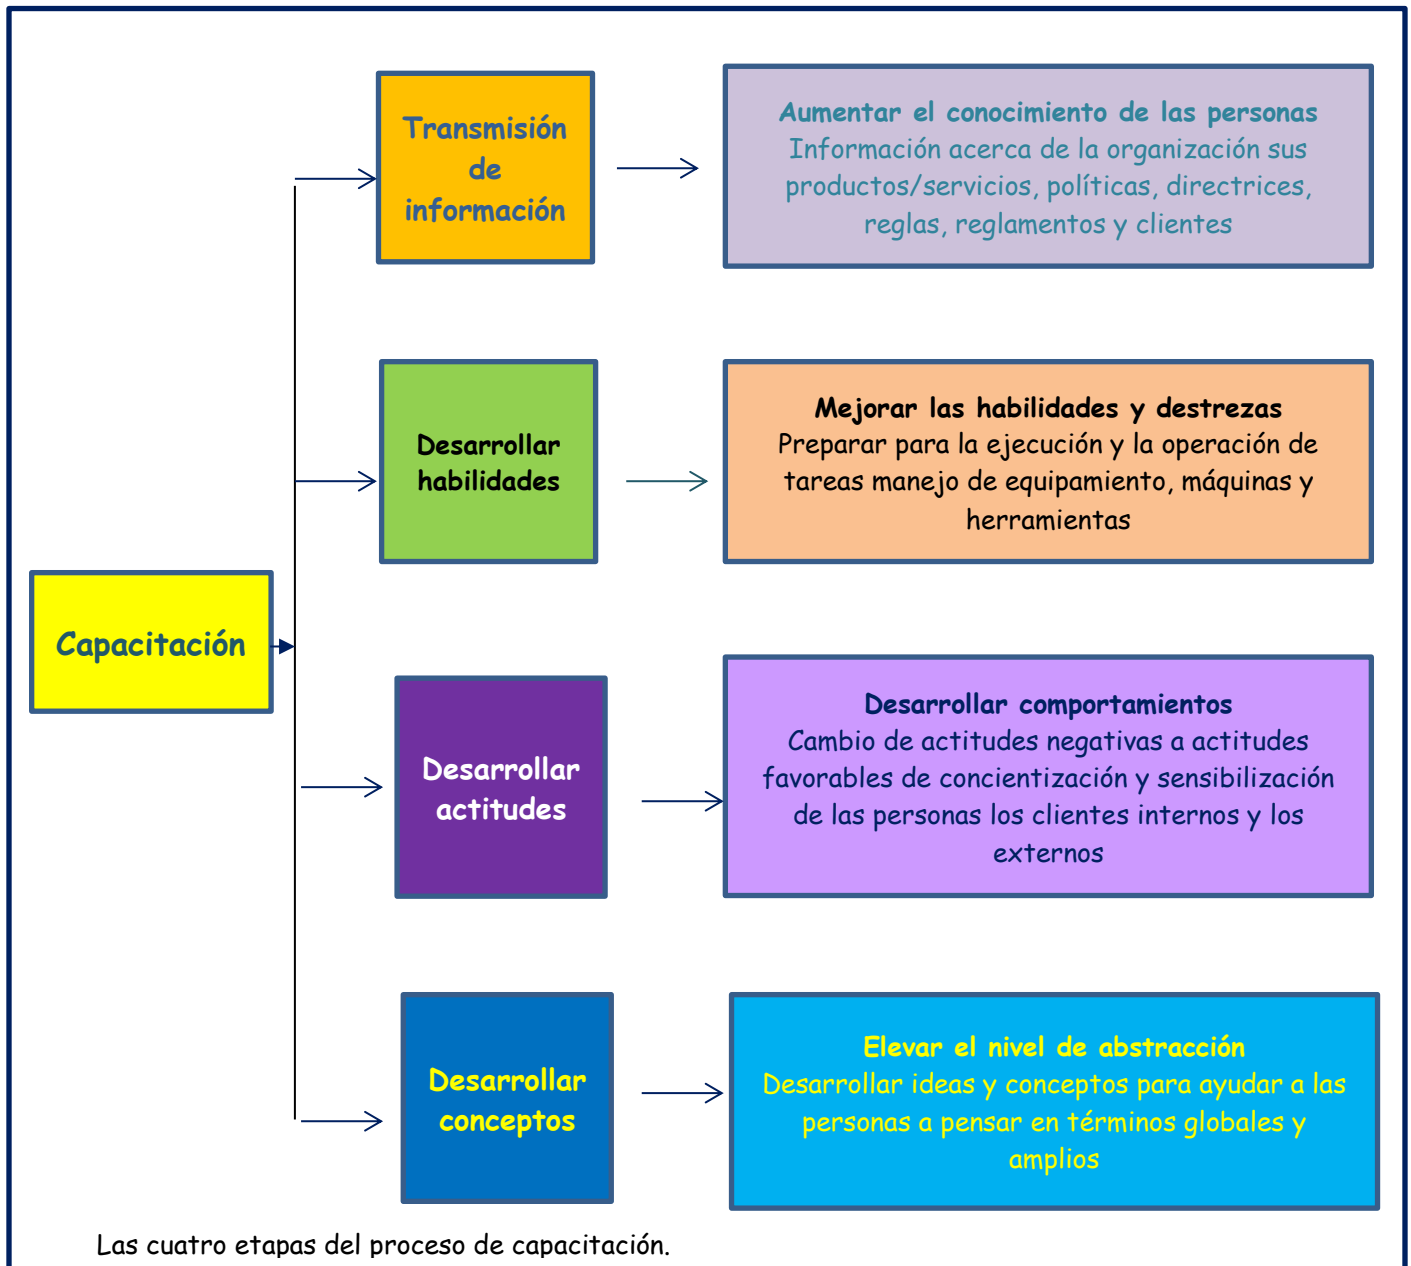 Transmisión
de
información
Aumentar el conocimiento de las personas
Información acerca de la organización sus
productos/servicios, políticas, directrices,
reglas, reglamentos y clientes
Desarrollar
habilidades
Mejorar las habilidades y destrezas
Preparar para la ejecución y la operación de
tareas manejo de equipamiento, máquinas y
herramientas
Capacitación
Desarrollar
actitudes
Desarrollar comportamientos
Cambio de actitudes negativas a actitudes
favorables de concientización y sensibilización
de las personas los clientes internos y los
externos
Desarrollar
conceptos
Elevar el nivel de abstracción
Desarrollar ideas y conceptos para ayudar a las
personas a pensar en términos globales y
amplios
Las cuatro etapas del proceso de capacitación.